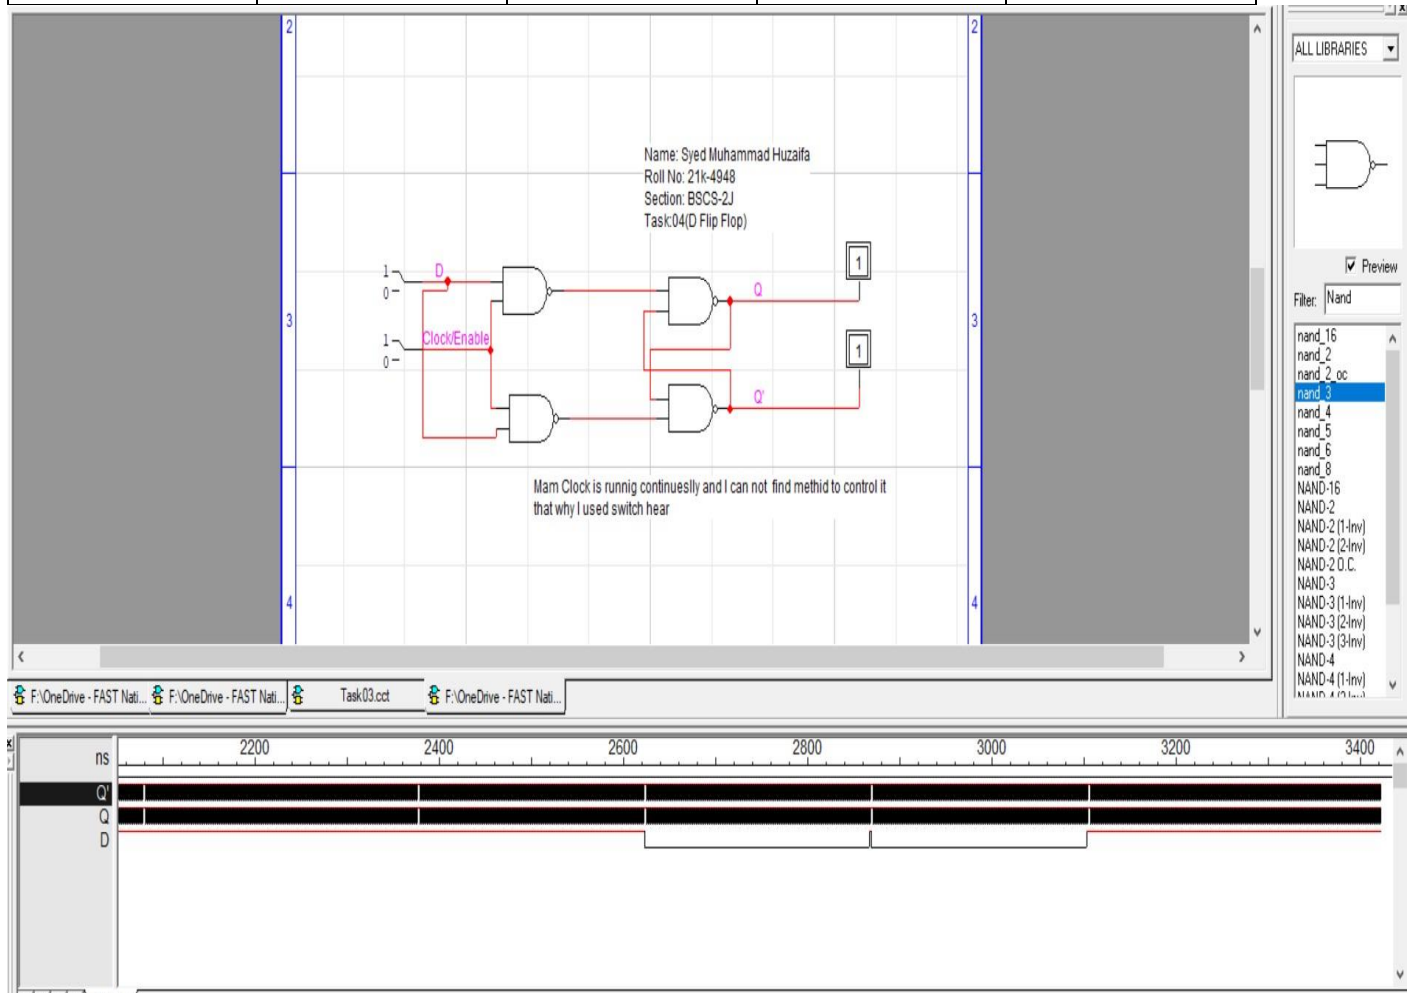 2
2
Name: Syed Muhammad Huzaifa
Roll No: 21k-4948
Section: BSCS-2J
Task:04(D Flip Flop)
1
D
0
1
Q
3
3
1
Clock/Enable
0
1
Q'
Mam Clock is runnig continueslly and I can not find methid to control it
that why I used switch hear
4
4
ALL LIBRARIES
Preview
Filter: Nand
nand_16
nand_2
nand_2_oc
nand_3
nand_4
nand_5
nand_6
nand_8
NAND-16
NAND-2
NAND-2 (1-Inv)
NAND-2 (2-Inv)
NAND-2 O.C.
NAND-3
NAND-3 (1-Inv)
NAND-3 (2-Inv)
NAND-3 (3-Inv)
NAND-4
NAND-4 (1-Inv)
F:\OneDrive - FAST Nati...
F:\OneDrive - FAST Nati...
Task03.cct
F:\OneDrive - FAST Nati...
ns
2200 2400 2600 2800 3000 3200 3400
Q'
Q
D